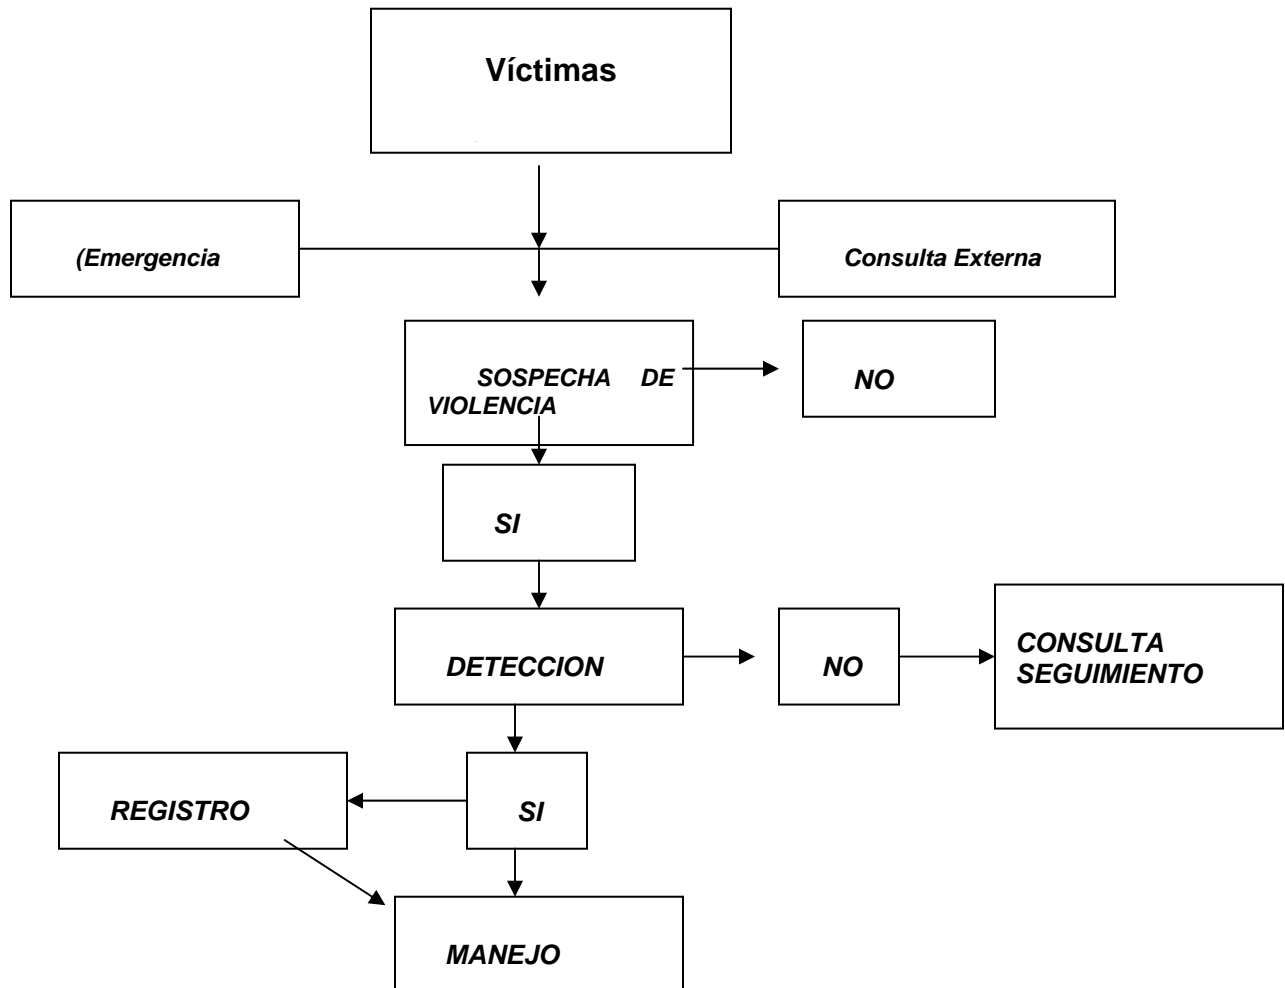 Víctimas
(Emergencia
Consulta Externa
SOSPECHA DE
VIOLENCIA
NO
SI
DETECCION
NO
CONSULTA
SEGUIMIENTO
REGISTRO
SI
MANEJO